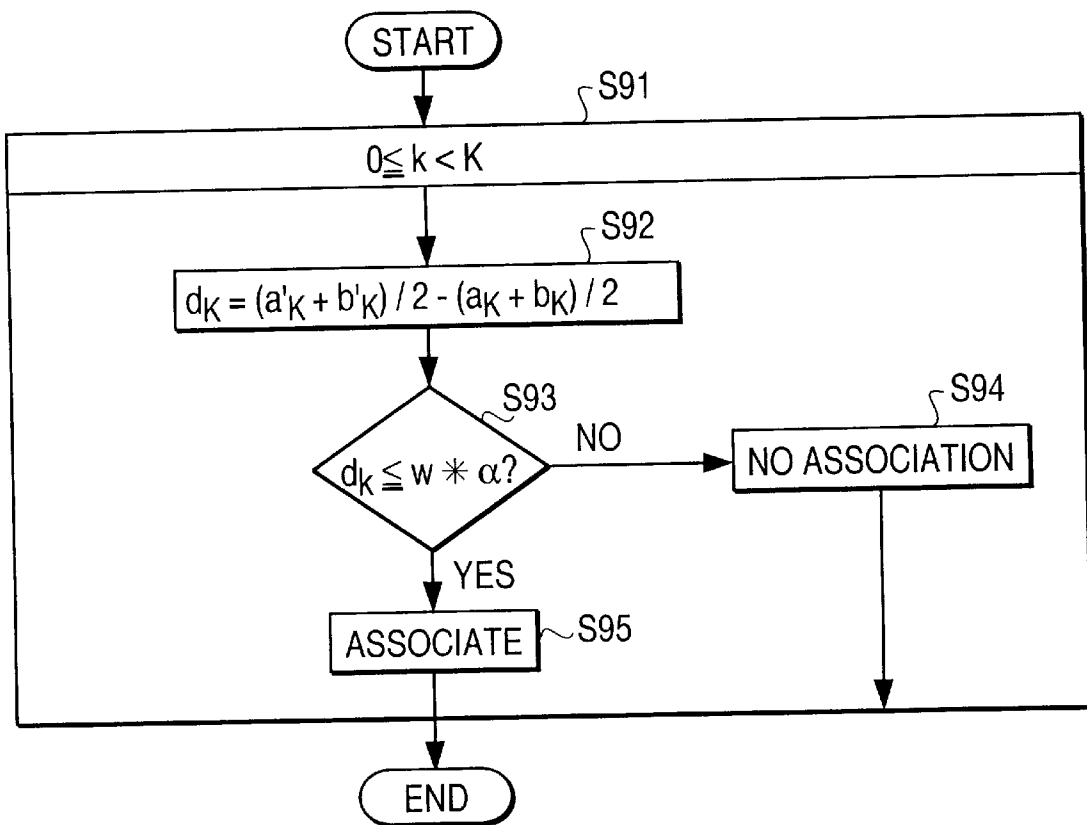 START
S91
0≦k<K
S92
dK = (a'K + b'K) / 2 - (aK + bK) / 2
S93
dK ≦ w ✳ α?
NO
S94
NO ASSOCIATION
YES
ASSOCIATE
S95
END